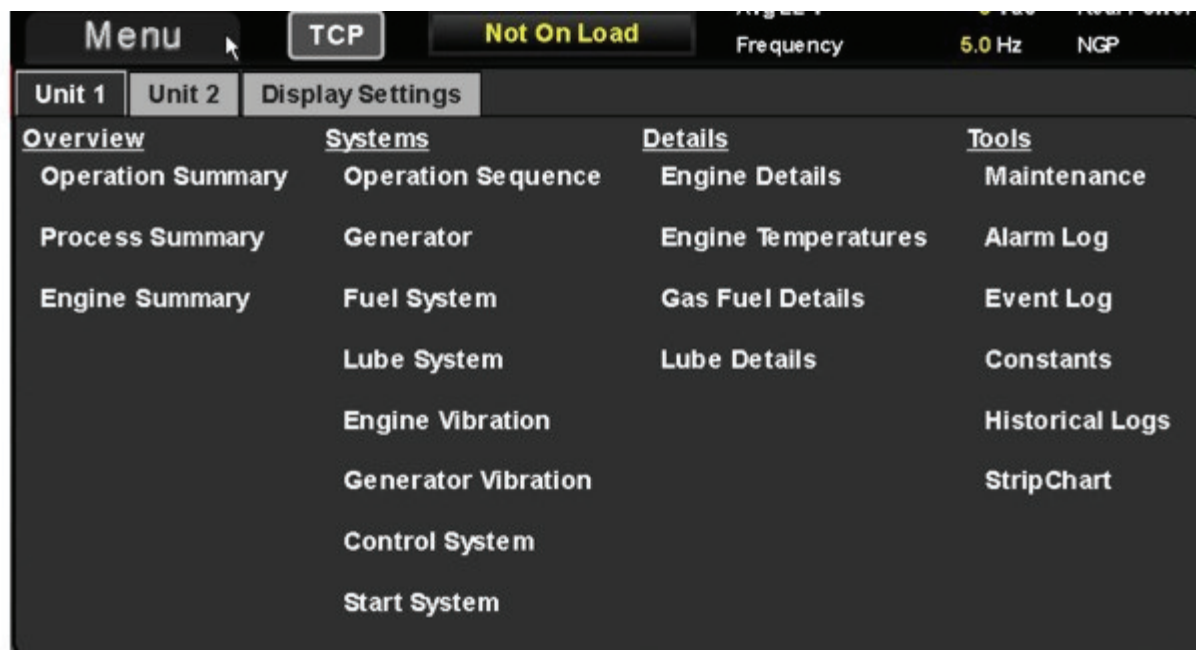 Menu
TCP
Not On Load
Frequency
5.0 Hz
NGP
Unit 1
Unit 2
Display Settings
Overview
Operation Summary
Process Summary
Engine Summary
Systems
Operation Sequence
Generator
Fuel System
Lube System
Engine Vibration
Generator Vibration
Control System
Start System
Details
Engine Details
Engine Temperatures
Gas Fuel Details
Lube Details
Tools
Maintenance
Alarm Log
Event Log
Constants
Historical Logs
StripChart